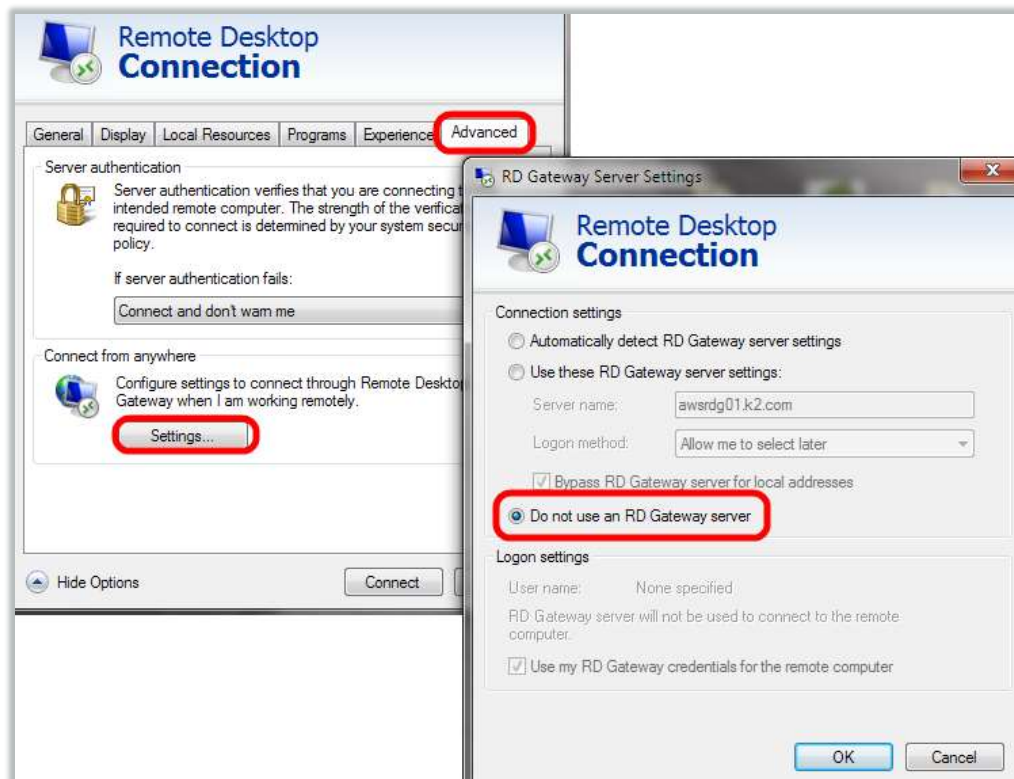 Remote Desktop
Connection
General Display Local Resources Programs Experience Advanced
Server authentication
Server authentication verifies that you are connecting
intended remote computer. The strength of the
required to connect is determined by your system
policy.
If server authentication fails:
Connect and don't warn me
Connect from anywhere
Configure settings to connect through Remote
Gateway when I am working remotely.
Settings...
Hide Options
Connect
RD Gateway Server Settings
Remote Desktop
Connection
Connection settings
Automatically detect RD Gateway server settings
Use these RD Gateway server settings:
Server name: awsrdg01.k2.com
Logon method: Allow me to select later
Bypass RD Gateway server for local addresses
Do not use an RD Gateway server
Logon settings
User name: None specified
RD Gateway server will not be used to connect to the remote
computer.
Use my RD Gateway credentials for the remote computer
OK Cancel